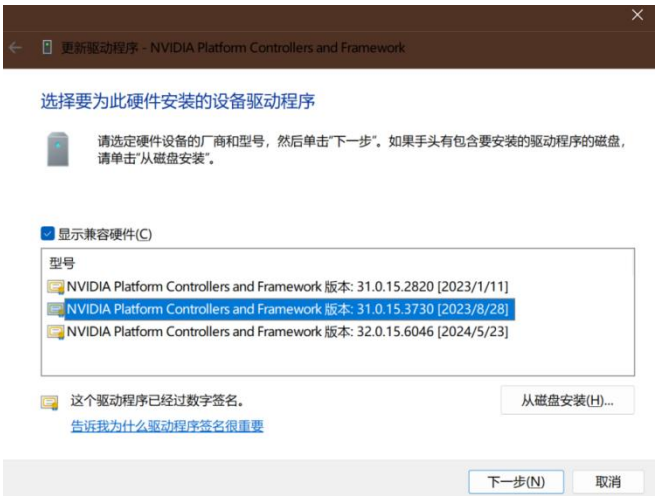 更新驱动程序 - NVIDIA Platform Controllers and Framework
选择要为此硬件安装的设备驱动程序
请选定硬件设备的厂商和型号，然后单击“下一步”。如果手头有包含要安装的驱动程序的磁盘，
请单击“从磁盘安装”。
显示兼容硬件(C)
型号
NVIDIA Platform Controllers and Framework 版本: 31.0.15.2820 [2023/1/11]
NVIDIA Platform Controllers and Framework 版本: 31.0.15.3730 [2023/8/28]
NVIDIA Platform Controllers and Framework 版本: 32.0.15.6046 [2024/5/23]
这个驱动程序已经过数字签名。
从磁盘安装(H)...
告诉我为什么驱动程序签名很重要
下一步(N)
取消